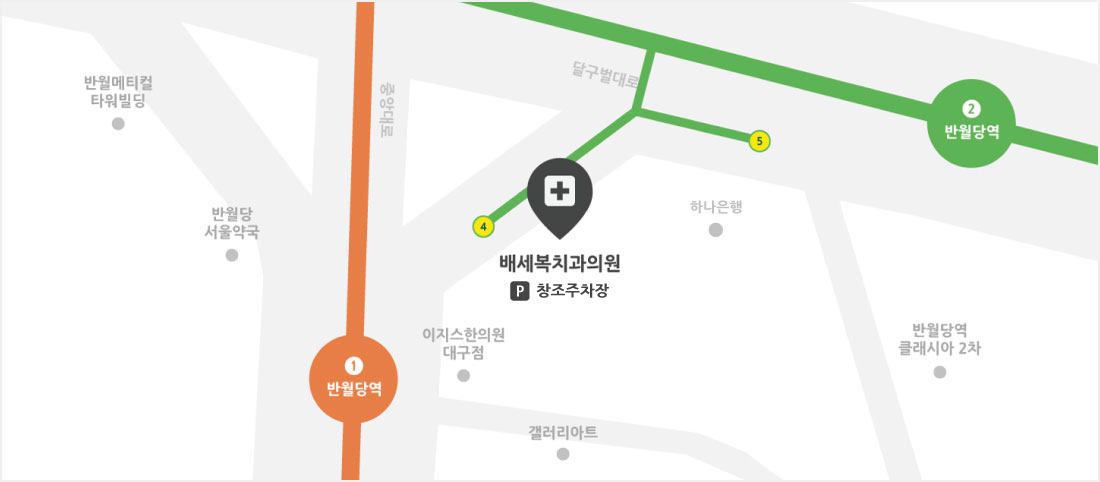 반월메티컬
타워빌딩
중앙대로
달구벌대로
2
반월당역
5
반월당
서울약국
4
하나은행
배세복치과의원
P 창조주차장
이지스한의원
대구점
반월당역
클래시아 2차
1
반월당역
갤러리아트